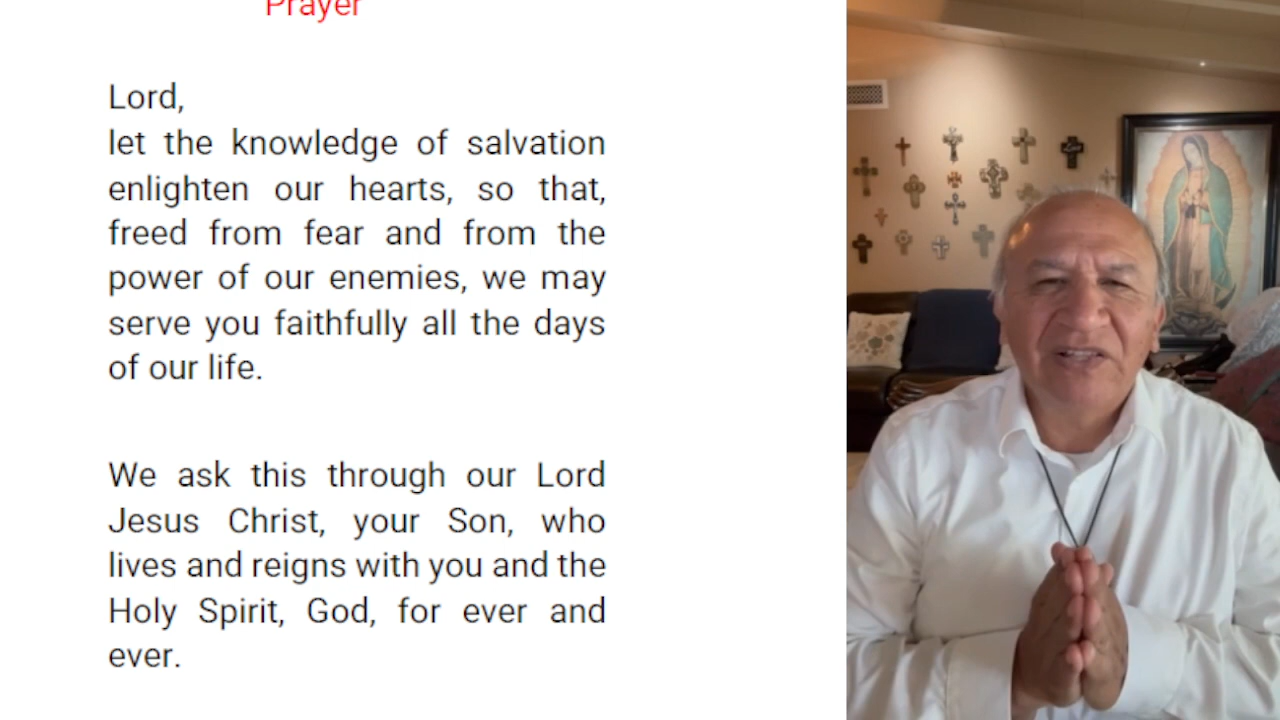 Prayer
Lord,
let the knowledge of salvation
enlighten our hearts, so that,
freed from fear and from the
power of our enemies, we may
serve you faithfully all the days
of our life.
We ask this through our Lord
Jesus Christ, your Son, who
lives and reigns with you and the
Holy Spirit, God, for ever and
ever.